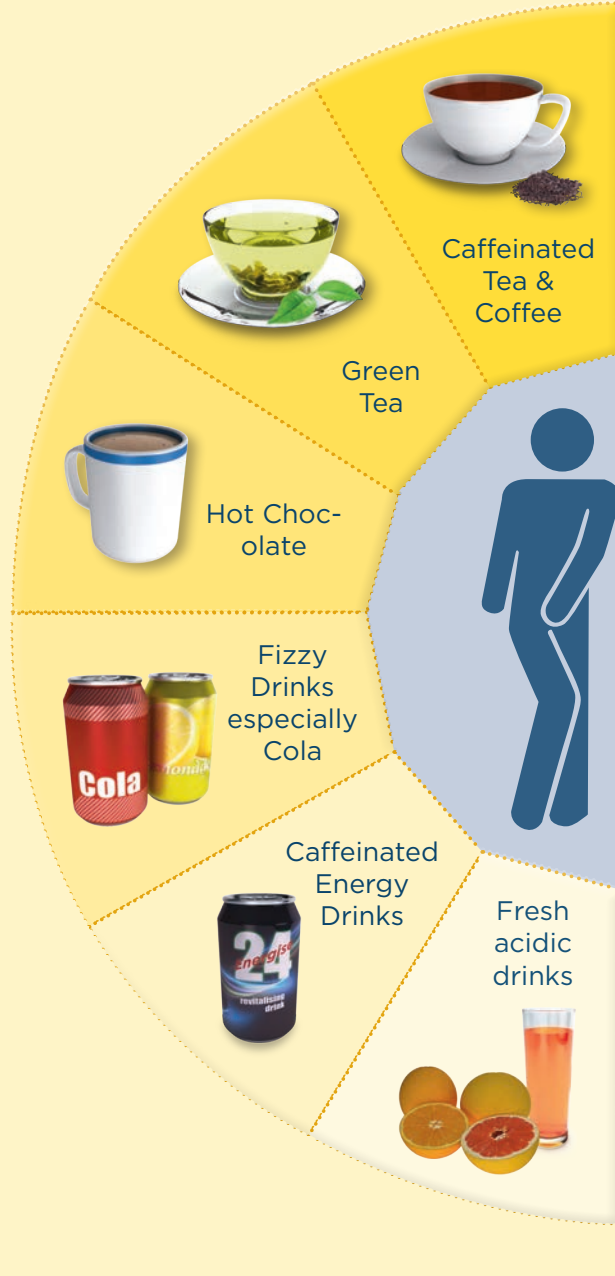 Caffeinated
Tea &
Coffee
Green
Tea
Hot Choc-
olate
Fizzy
Drinks
especially
Cola
Cola
Caffeinated
Energy
Drinks
24
Energise
revitalising
drink
Fresh
acidic
drinks